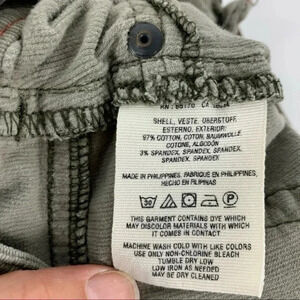 SHELL, VESTE, OBERSTOFF,
ESTERNO, EXTERIOR:
97% COTTON, COTON, BAUMWOLLE
COTONE, ALGODÓN
3% SPANDEX, SPANDEX, SPANDEX
SPANDEX, SPANDEX
MADE IN PHILIPPINES, FABRIQUÉ EN PHILIPPINES,
HECHO EN FILIPINAS
30
THIS GARMENT CONTAINS DYE WHICH
MAY DISCOLOR MATERIALS WITH WHICH
IT COMES IN CONTACT
MACHINE WASH COLD WITH LIKE COLORS
USE ONLY NON-CHLORINE BLEACH
TUMBLE DRY LOW
LOW IRON AS NEEDED
MAY BE DRY CLEANED